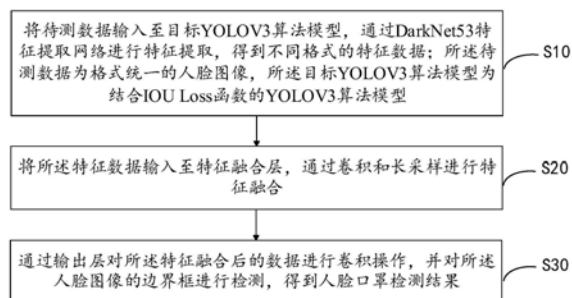 将待测数据输入至目标YOLOV3算法模型，通过DarkNet53特
征提取网络进行特征提取，得到不同格式的特征数据；所述待
测数据为格式统一的人脸图像，所述目标YOLOV3算法模型为
结合IOU Loss函数的YOLOV3算法模型
S10
将所述特征数据输入至特征融合层，通过卷积和长采样进行特
征融合
S20
通过输出层对所述特征融合后的数据进行卷积操作，并对所述
人脸图像的边界框进行检测，得到人脸口罩检测结果
S30